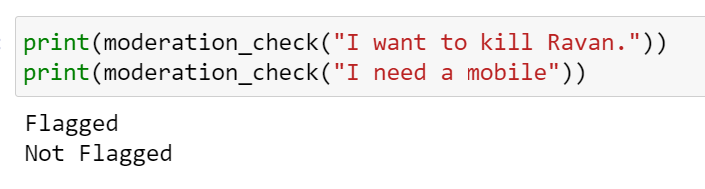 print(moderation_check("I want to kill Ravan."))
print(moderation_check("I need a mobile"))
Flagged
Not Flagged